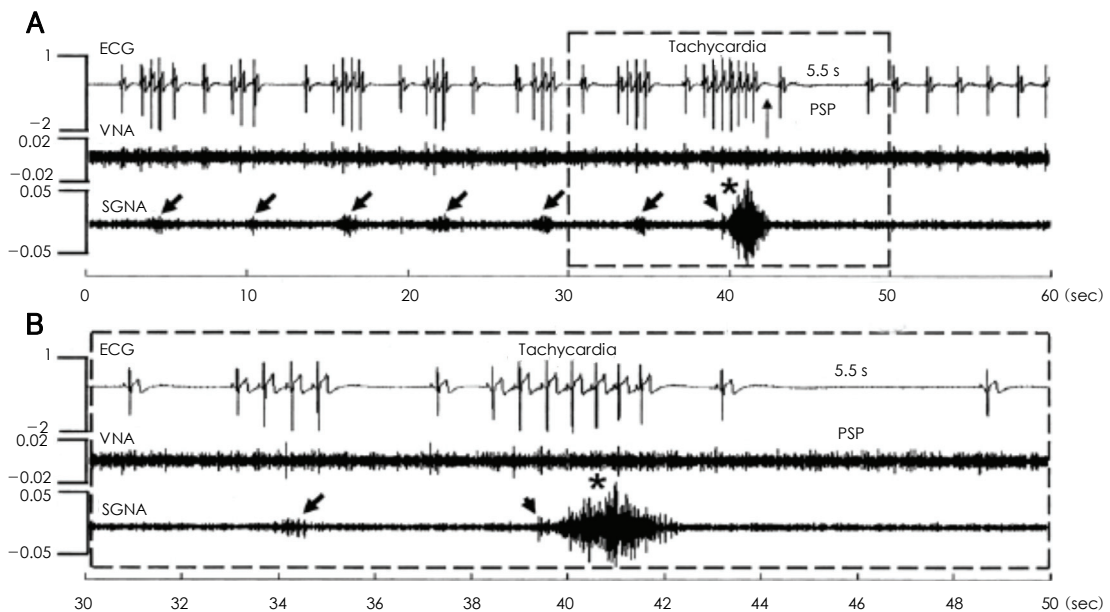 A
ECG
Tachycardia
1
5.5 s
PSP
−2
VNA
0.02
−0.02
0.05
SGNA
*
−0.05
0 10 20 30 40 50 60 (sec)
B
ECG
Tachycardia
1
5.5 s
−2
VNA
PSP
0.02
−0.02
*
0.05
SGNA
−0.05
30 32 34 36 38 40 42 44 46 48 50 (sec)